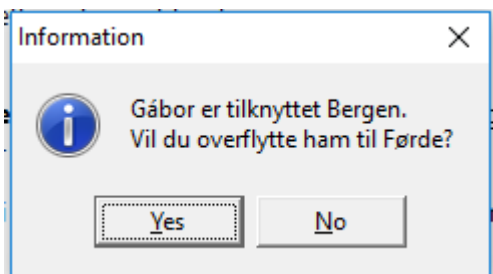 Information
Gábor er tilknyttet Bergen.
Vil du overflytte ham til Førde?
Yes
No